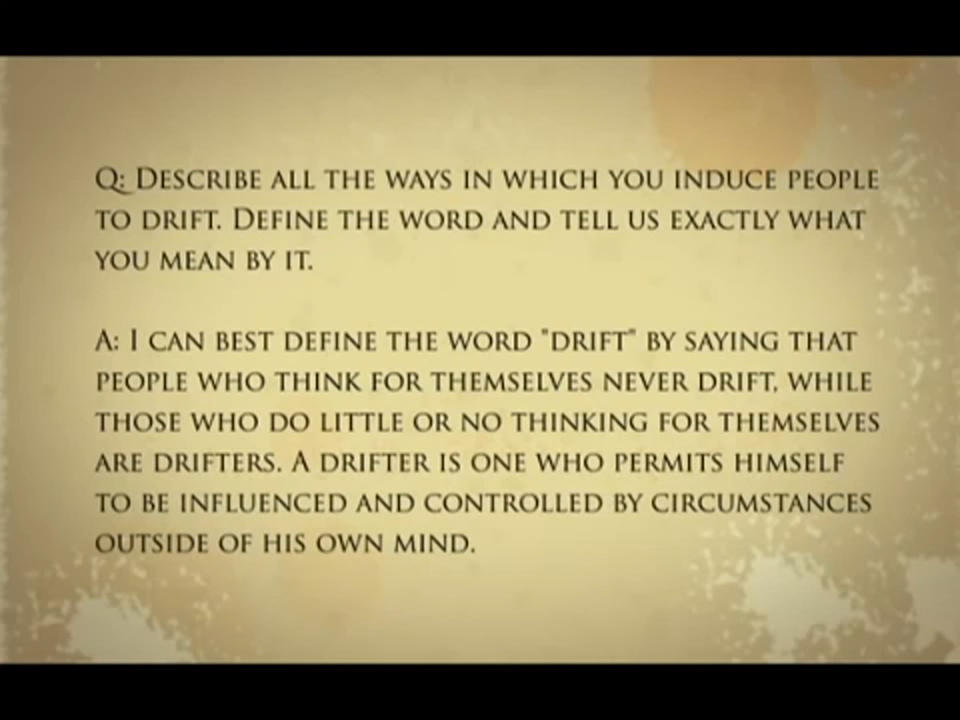 Q: DESCRIBE ALL THE WAYS IN WHICH YOU INDUCE PEOPLE
TO DRIFT. DEFINE THE WORD AND TELL US EXACTLY WHAT
YOU MEAN BY IT.
A: I CAN BEST DEFINE THE WORD "DRIFT" BY SAYING THAT
PEOPLE WHO THINK FOR THEMSELVES NEVER DRIFT, WHILE
THOSE WHO DO LITTLE OR NO THINKING FOR THEMSELVES
ARE DRIFTERS. A DRIFTER IS ONE WHO PERMITS HIMSELF
TO BE INFLUENCED AND CONTROLLED BY CIRCUMSTANCES
OUTSIDE OF HIS OWN MIND.